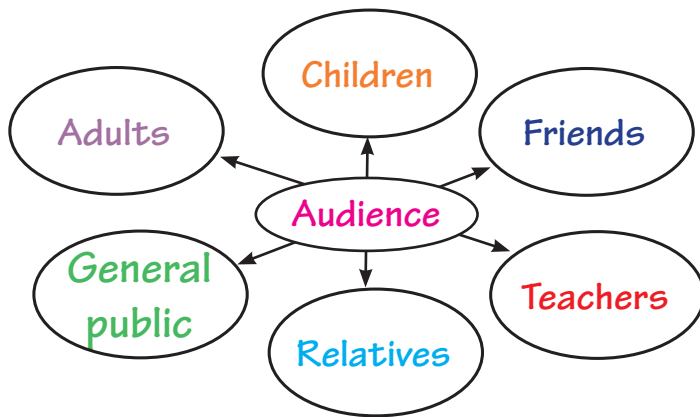 Children
Adults
Friends
Audience
General
public
Teachers
Relatives